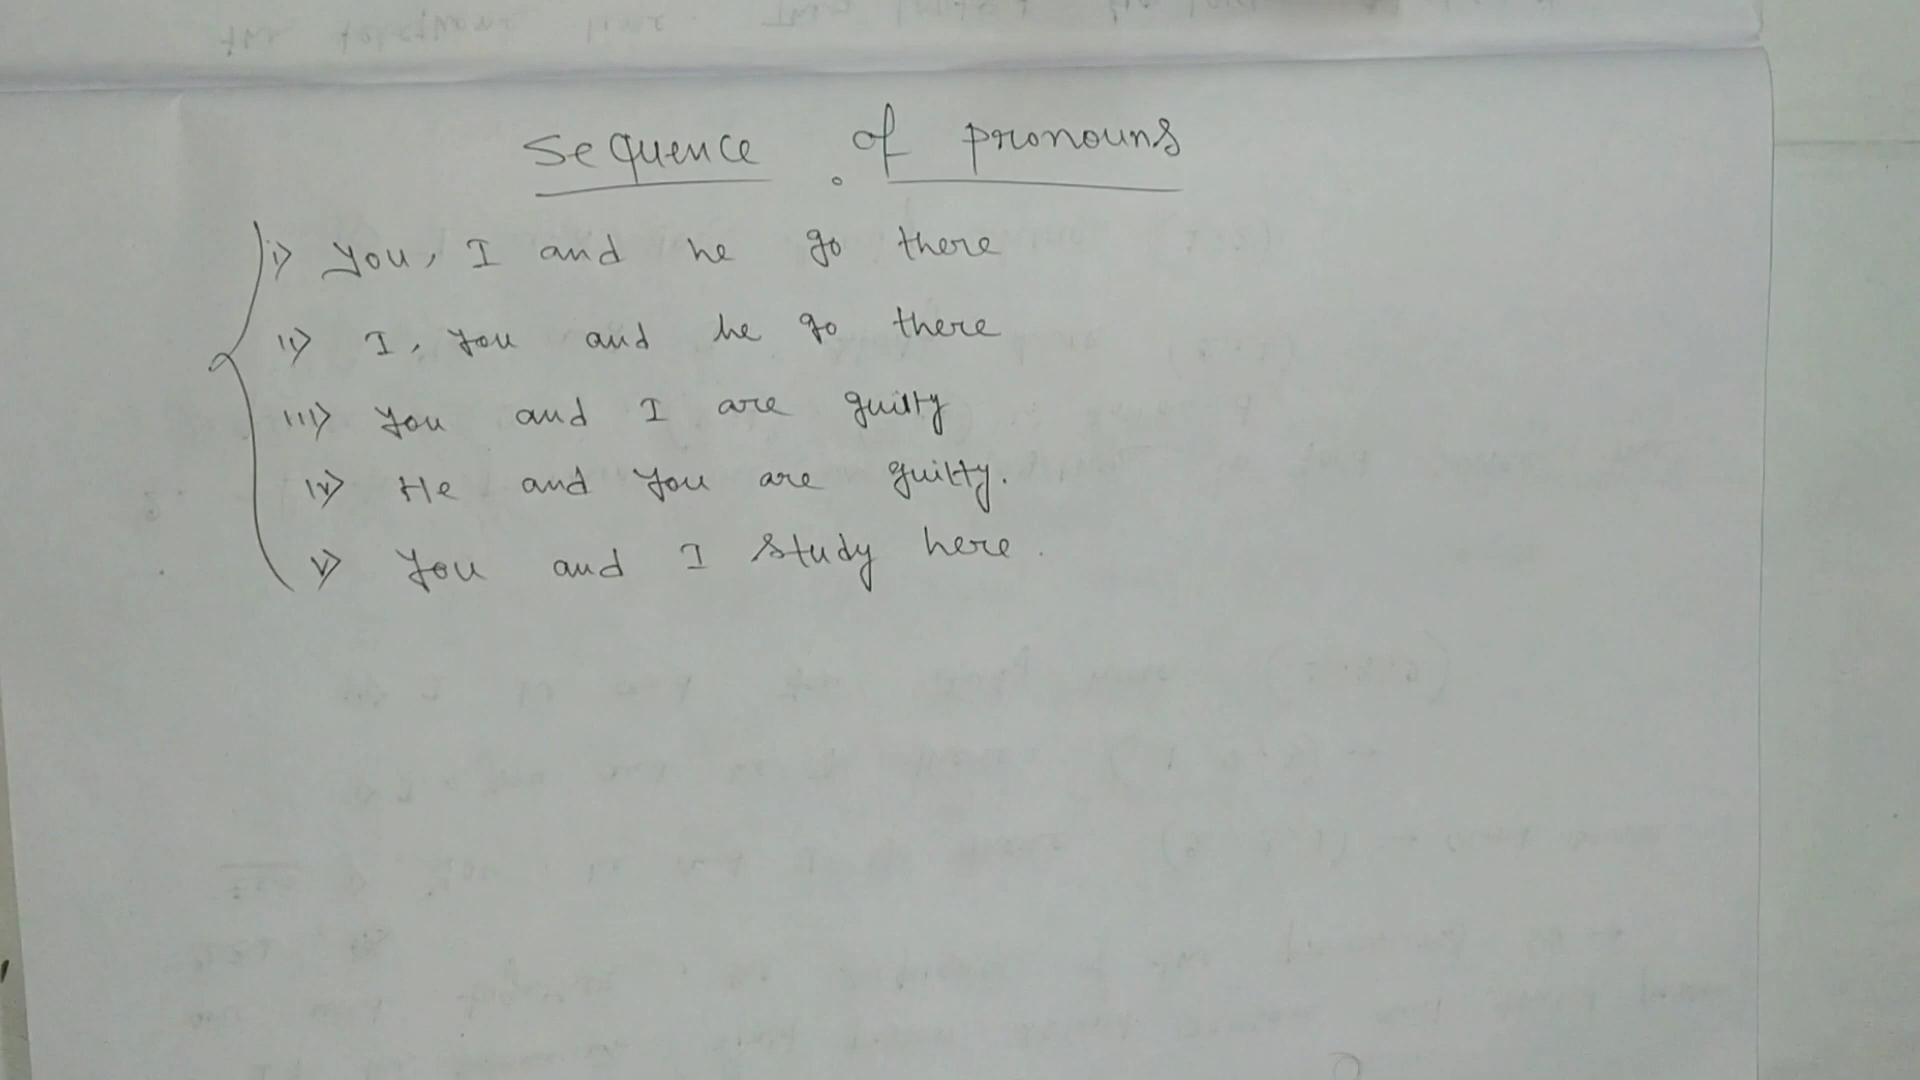 sequence of pronouns
i) You, I and he go there
ii) I, you and he go there
iii) You and I are guilty
iv) He and you are guilty.
v) You and I study here.